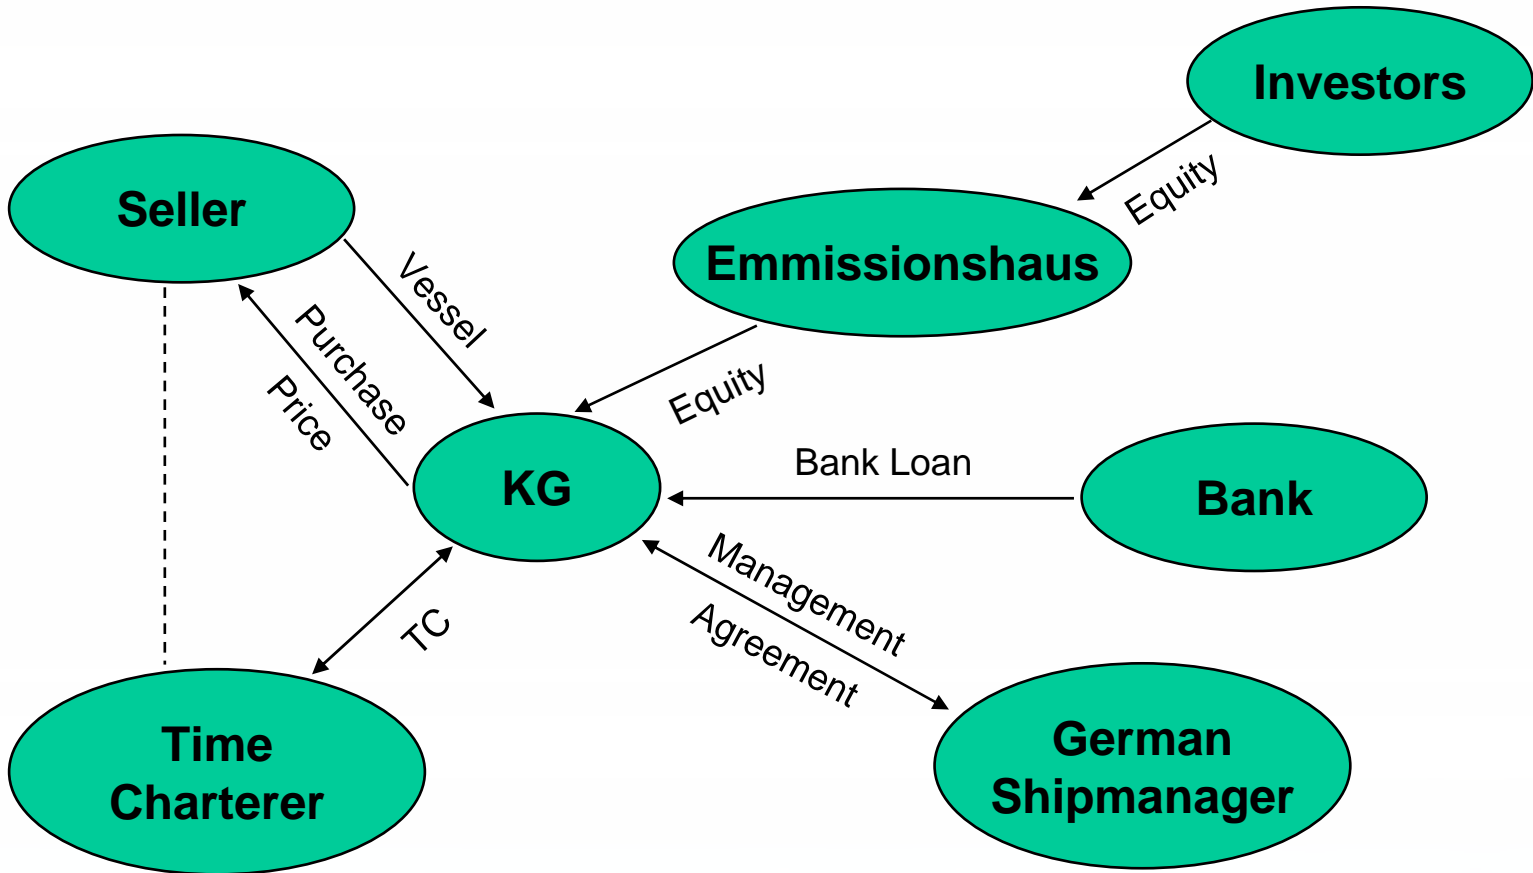 Investors
Equity
Seller
Emmissionshaus
Vessel
Purchase
Price
Equity
KG
Bank Loan
Bank
Management
Agreement
TC
Time
Charterer
German
Shipmanager